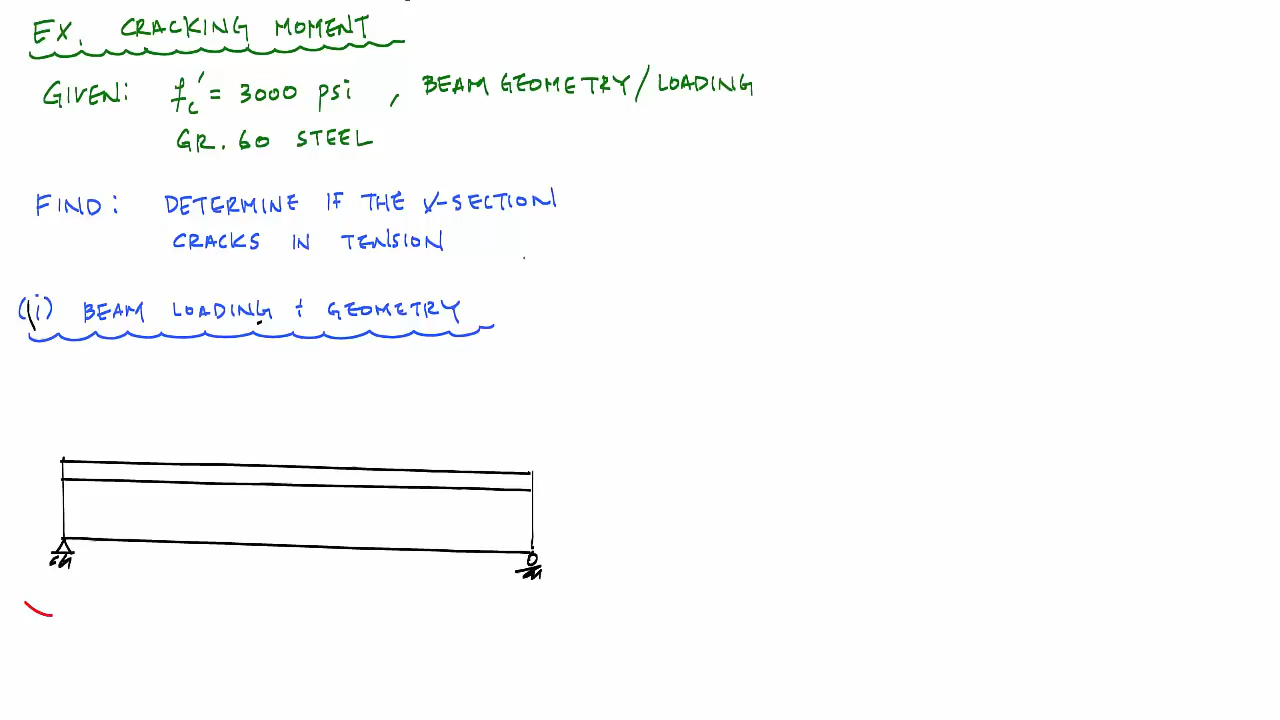 EX. CRACKING MOMENT
GIVEN: fc' = 3000 psi , BEAM GEOMETRY/LOADING
GR. 60 STEEL
FIND: DETERMINE IF THE X-SECTION
CRACKS IN TENSION
(i) BEAM LOADING + GEOMETRY